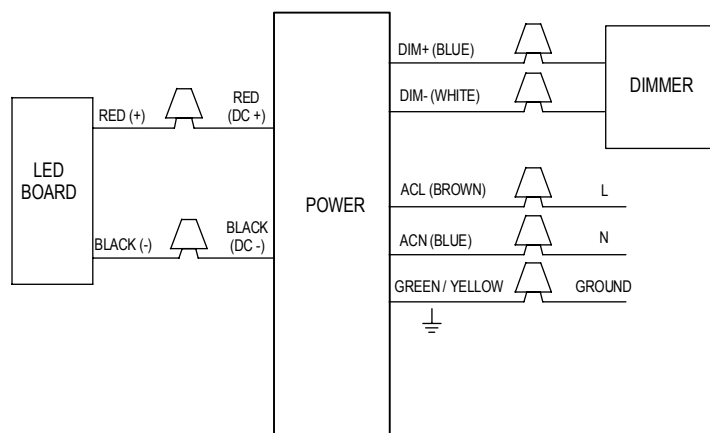 LED
BOARD
RED (+)
RED
(DC +)
BLACK (-)
BLACK
(DC -)
POWER
DIM+ (BLUE)
DIM- (WHITE)
DIMMER
ACL (BROWN)
L
ACN (BLUE)
N
GREEN / YELLOW
GROUND